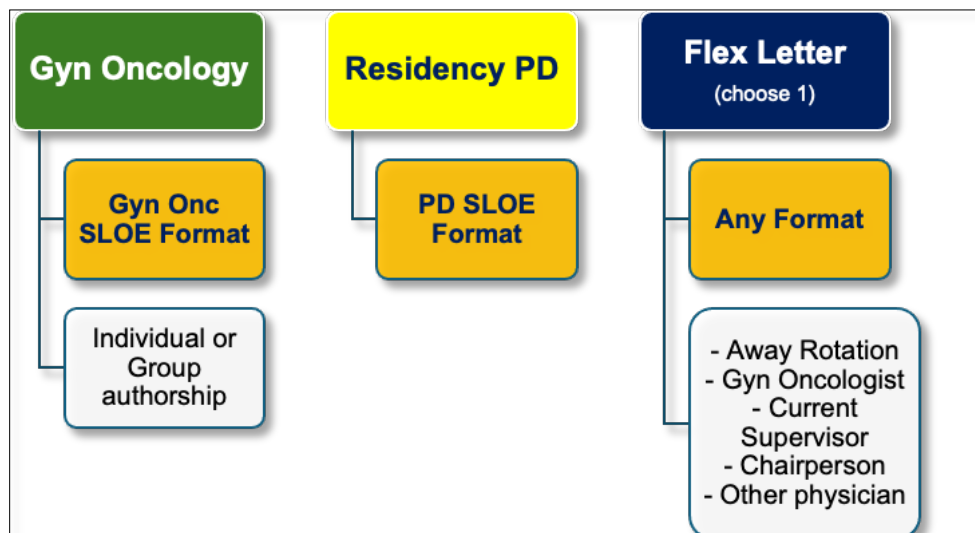 Gyn Oncology
Gyn Onc
SLOE Format
Individual or
Group
authorship
Residency PD
PD SLOE
Format
Flex Letter
(choose 1)
Any Format
- Away Rotation
- Gyn Oncologist
- Current
Supervisor
- Chairperson
- Other physician